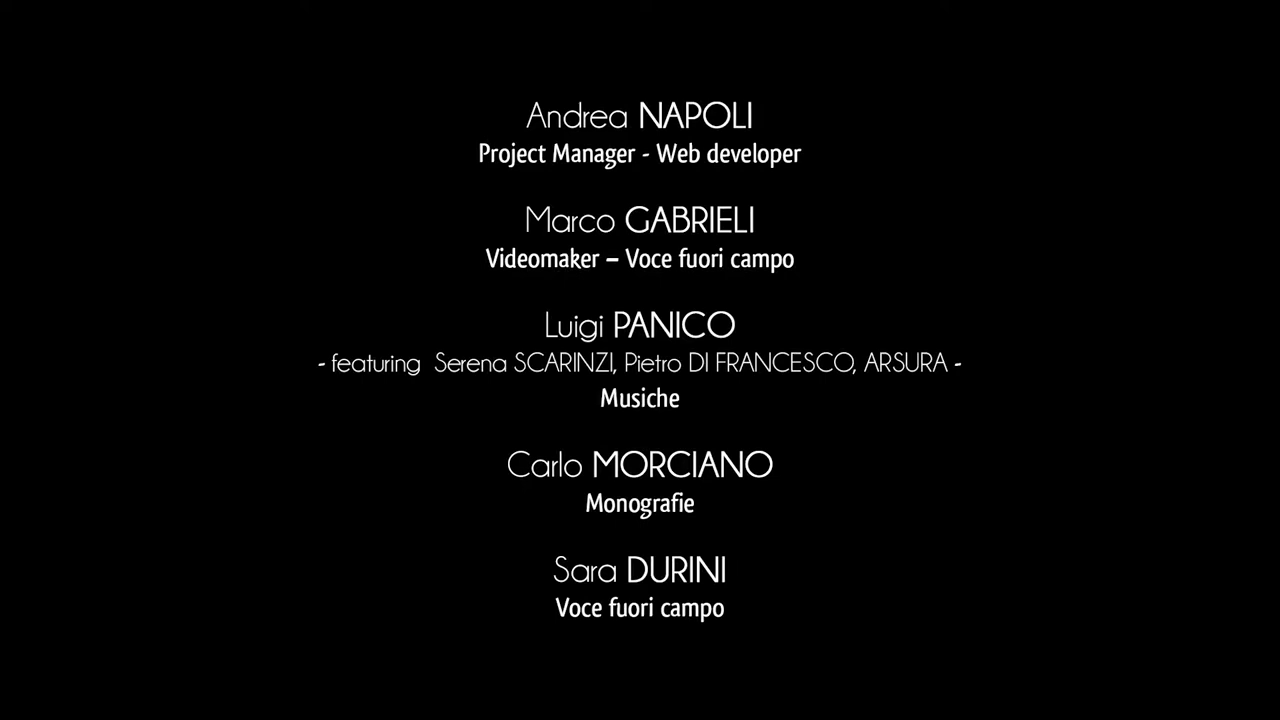 Andrea NAPOLI
Project Manager - Web developer
Marco GABRIELI
Videomaker – Voce fuori campo
Luigi PANICO
- featuring  Serena SCARINZI, Pietro DI FRANCESCO, ARSURA -
Musiche
Carlo MORCIANO
Monografie
Sara DURINI
Voce fuori campo